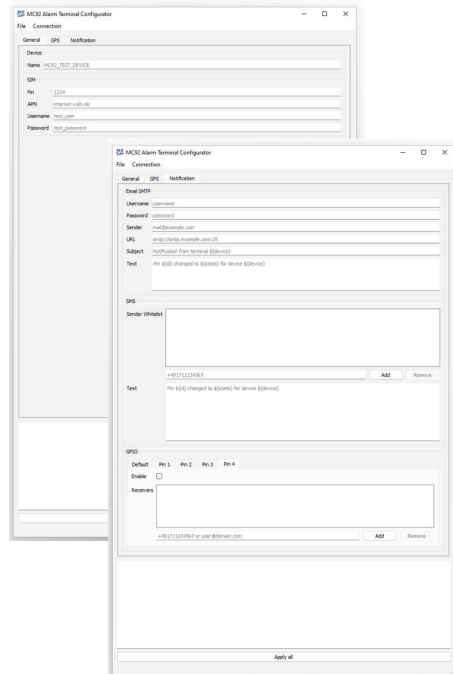 MC92 Alarm Terminal Configurator
File Connection
General GPS Notification
Device
Name MC92_TEST_DEVICE
SIM
Pin 1234
APN internet.web.de
Username test_user
Password test_password
MC92 Alarm Terminal Configurator
File Connection
General GPS Notification
Email SMTP
Username username
Password password
Sender mail@example.com
URL smtp://smtp.example.com:25
Subject Notification from terminal ${device}
Text Pin ${id} changed to ${state} for device ${device}
SMS
Sender Whitelist
+491711234567 Add Remove
Text Pin ${id} changed to ${state} for device ${device}
GPIO
Default Pin 1 Pin 2 Pin 3 Pin 4
Enable
Receivers
+491711234567 or user@domain.com Add Remove
Apply all